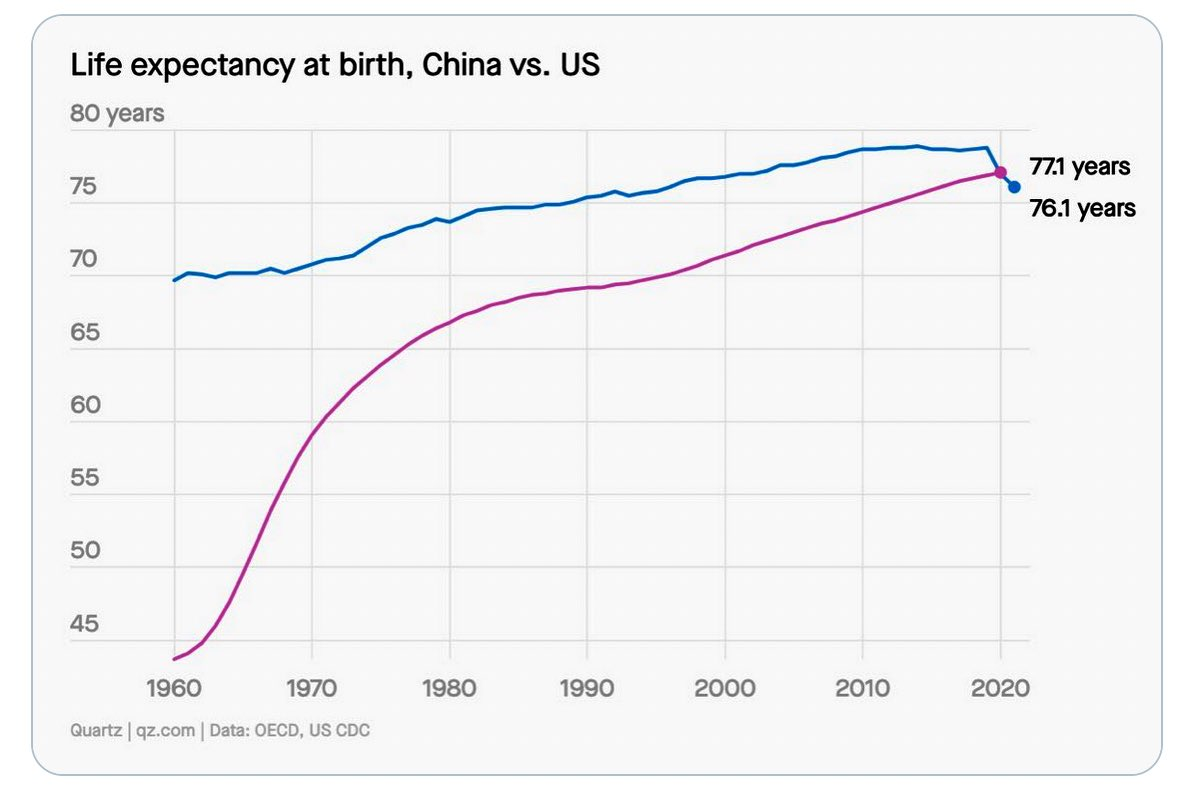 Life expectancy at birth, China vs. US
80 years
77.1 years
75
76.1 years
70
65
60
55
50
45
1960 1970 1980 1990 2000 2010 2020
Quartz | qz.com | Data: OECD, US CDC